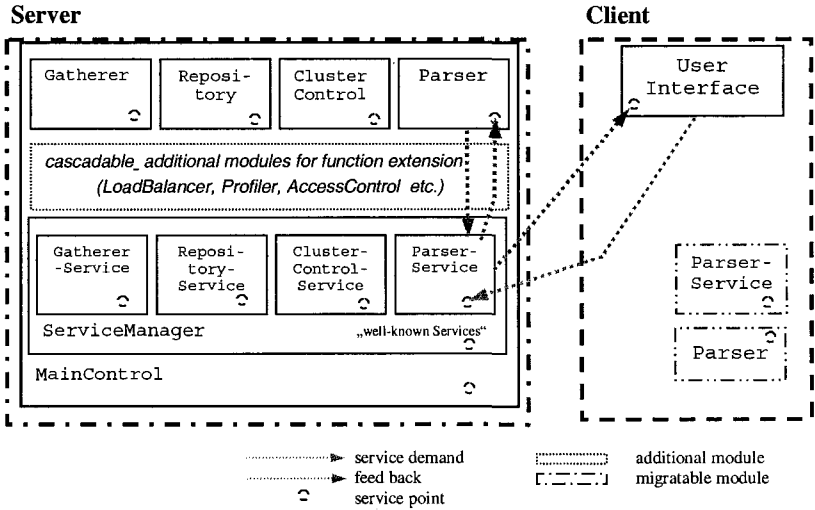 Server
Client
Gatherer
Reposi-
tory
Cluster
Control
Parser
User
Interface
cascadable_ additional modules for function extension
(LoadBalancer, Profiler, AccessControl etc.)
Gatherer
-Service
Reposi-
tory-
Service
Cluster-
Control-
Service
Parser-
Service
Parser-
Service
ServiceManager
„well-known Services“
Parser
MainControl
service demand
feed back
service point
additional module
migratable module